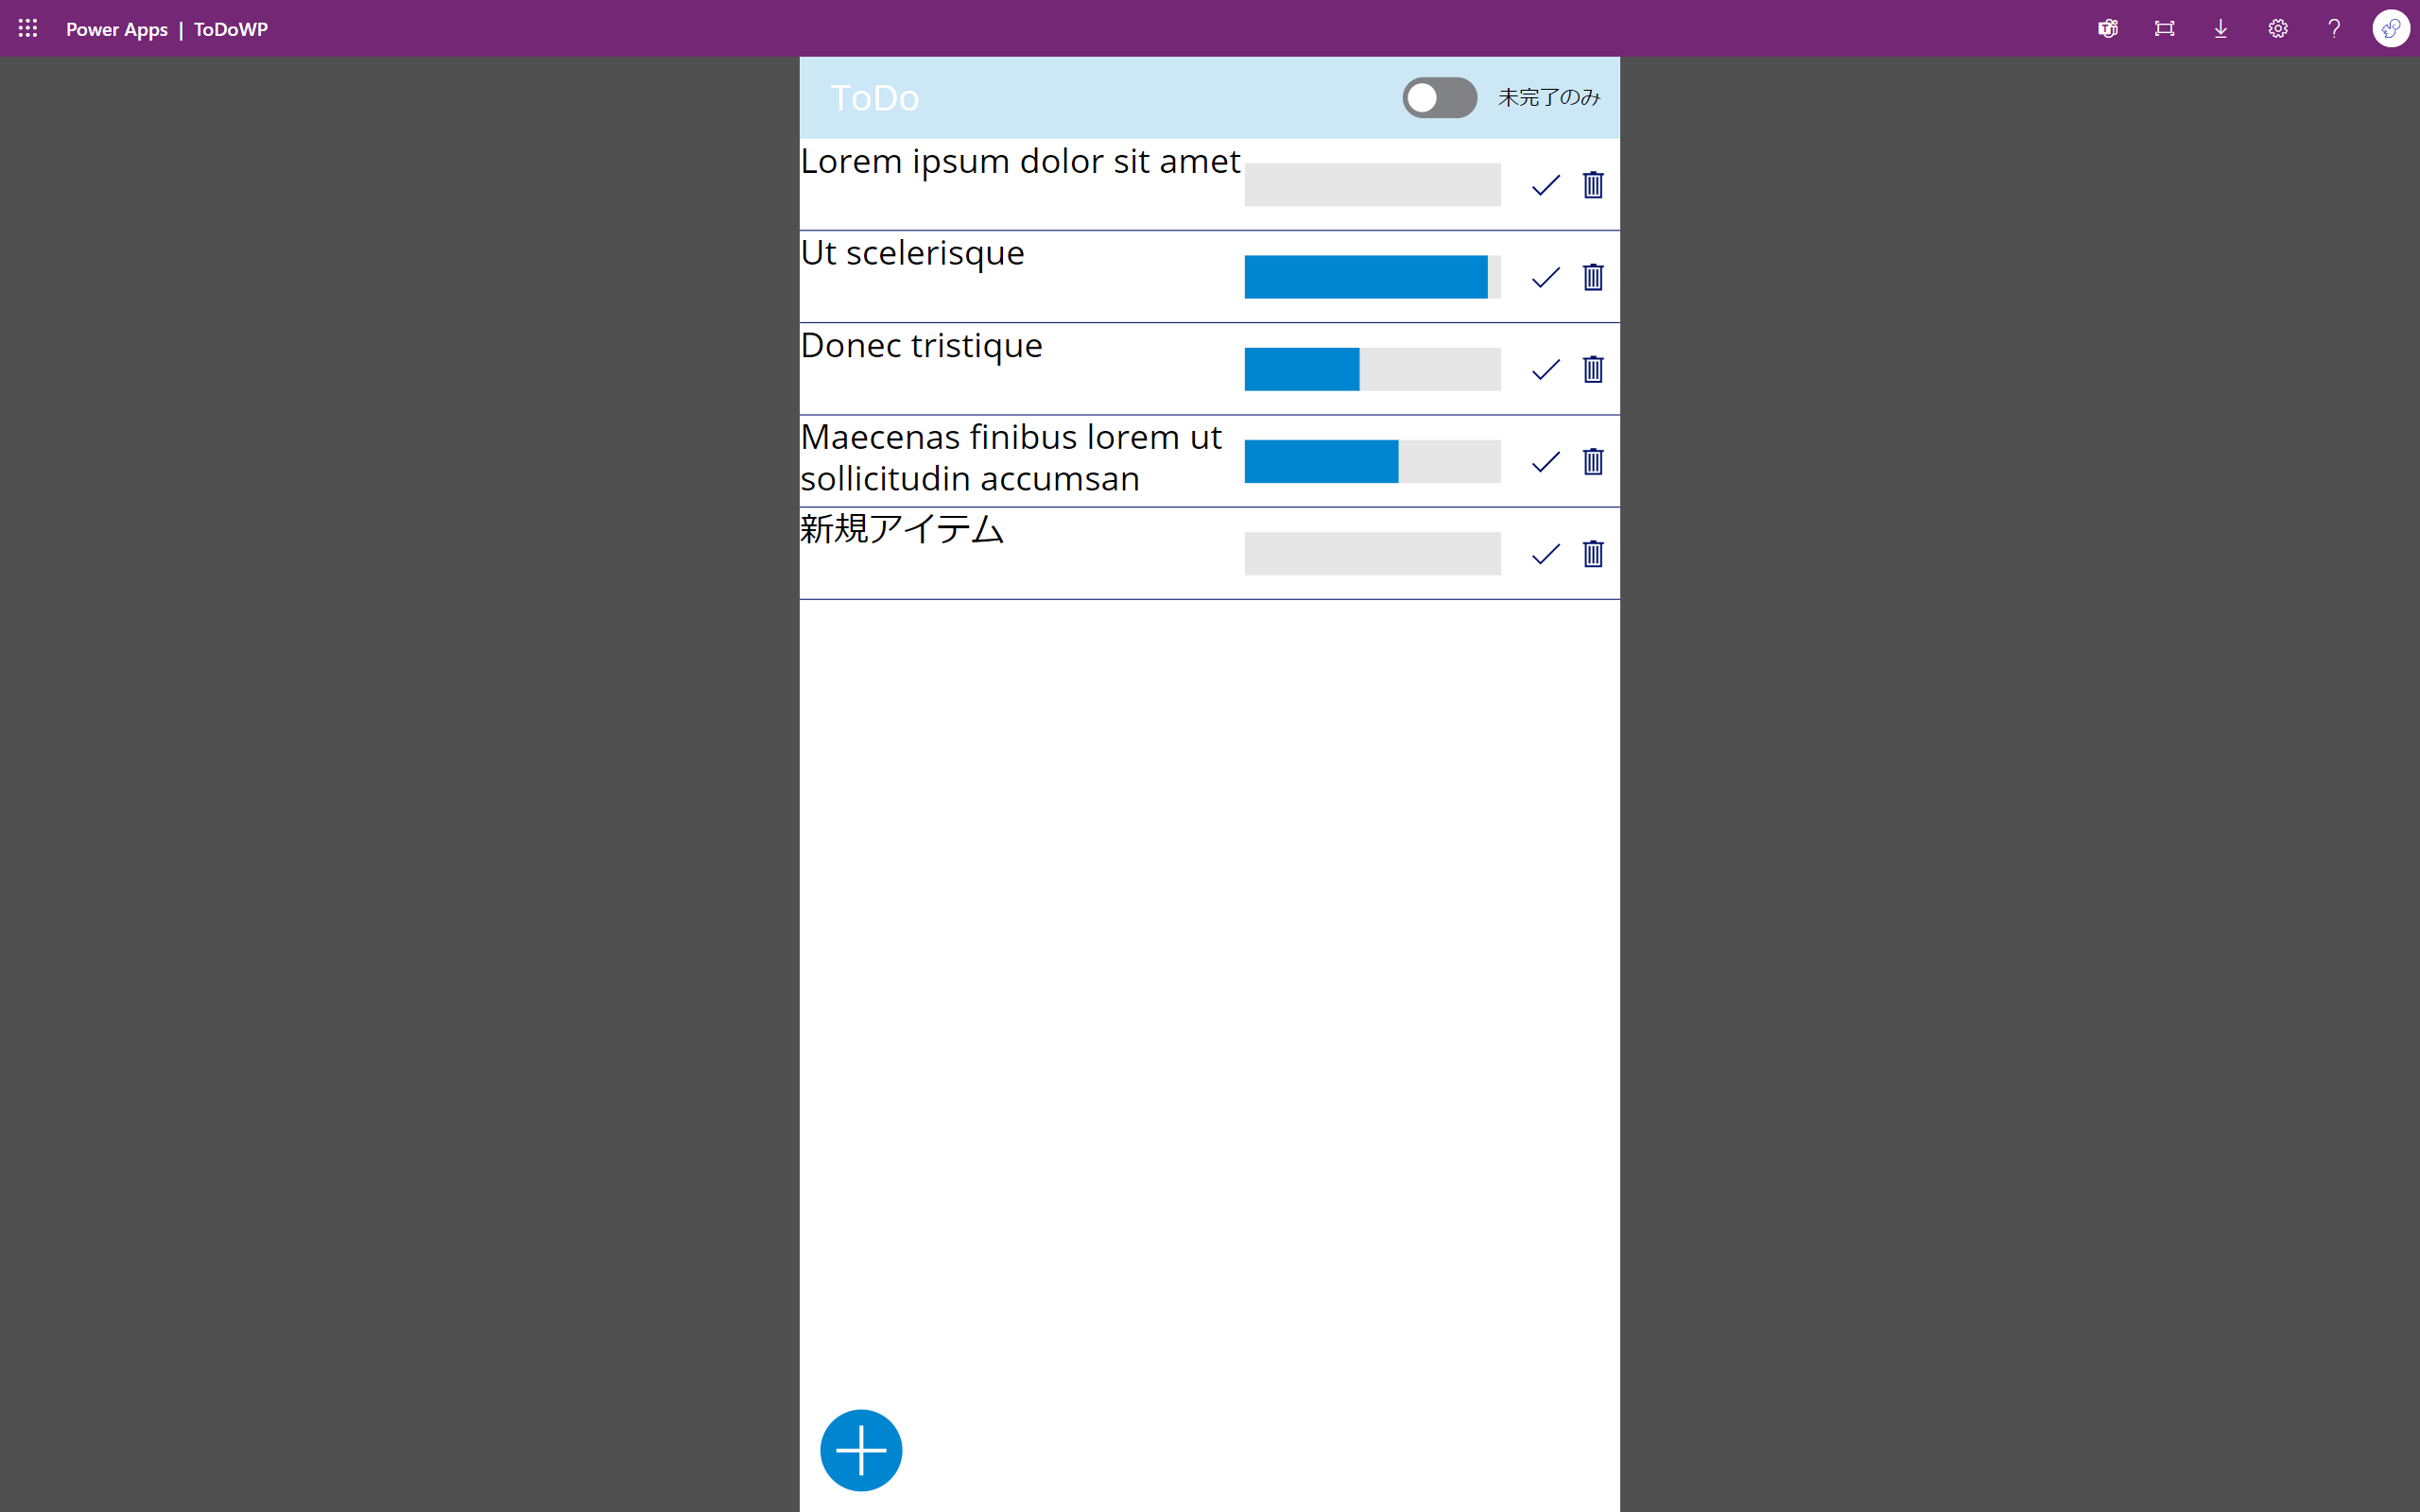 Power Apps | ToDoWP
ToDo
未完了のみ
Lorem ipsum dolor sit amet
Ut scelerisque
Donec tristique
Maecenas finibus lorem ut
sollicitudin accumsan
新規アイテム